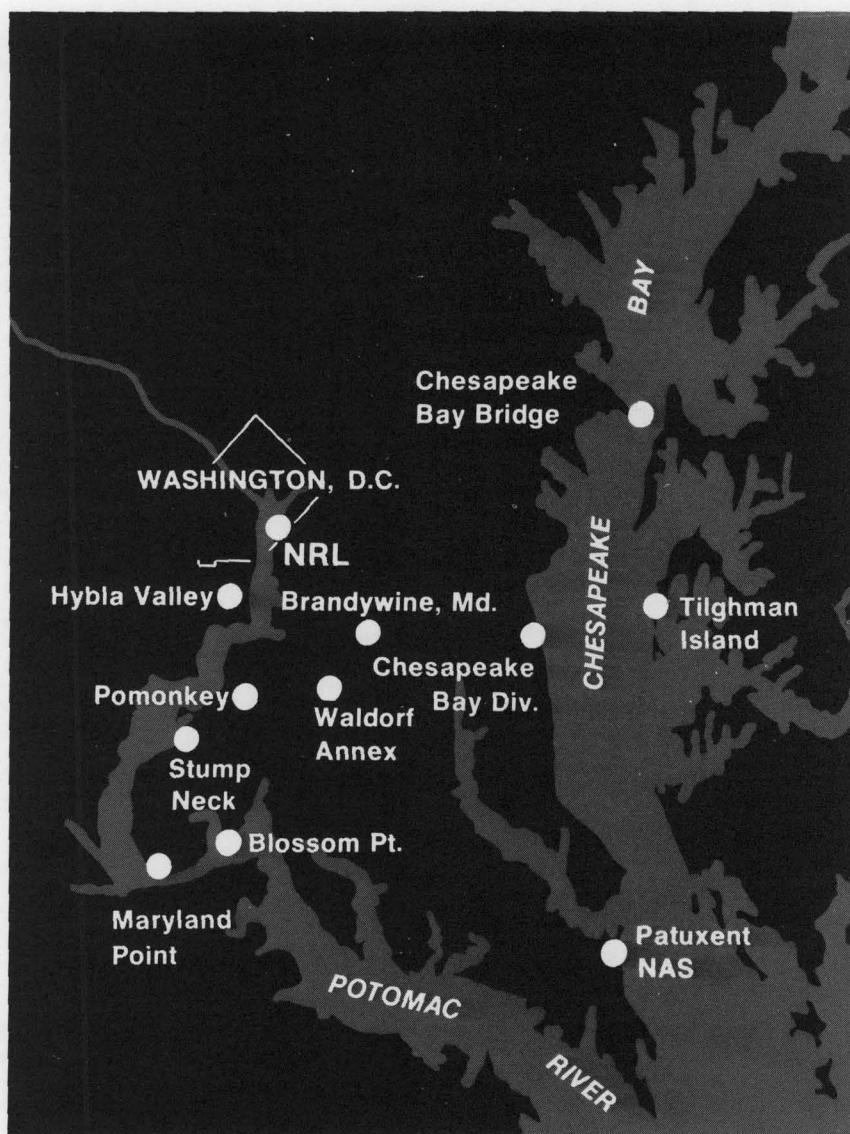 BAY
Chesapeake
Bay Bridge
WASHINGTON, D.C.
CHESAPEAKE
NRL
Hybla Valley
Brandywine, Md.
Tilghman
Island
Chesapeake
Bay Div.
Pomonkey
Waldorf
Annex
Stump
Neck
Blossom Pt.
Maryland
Point
Patuxent
NAS
POTOMAC
RIVER